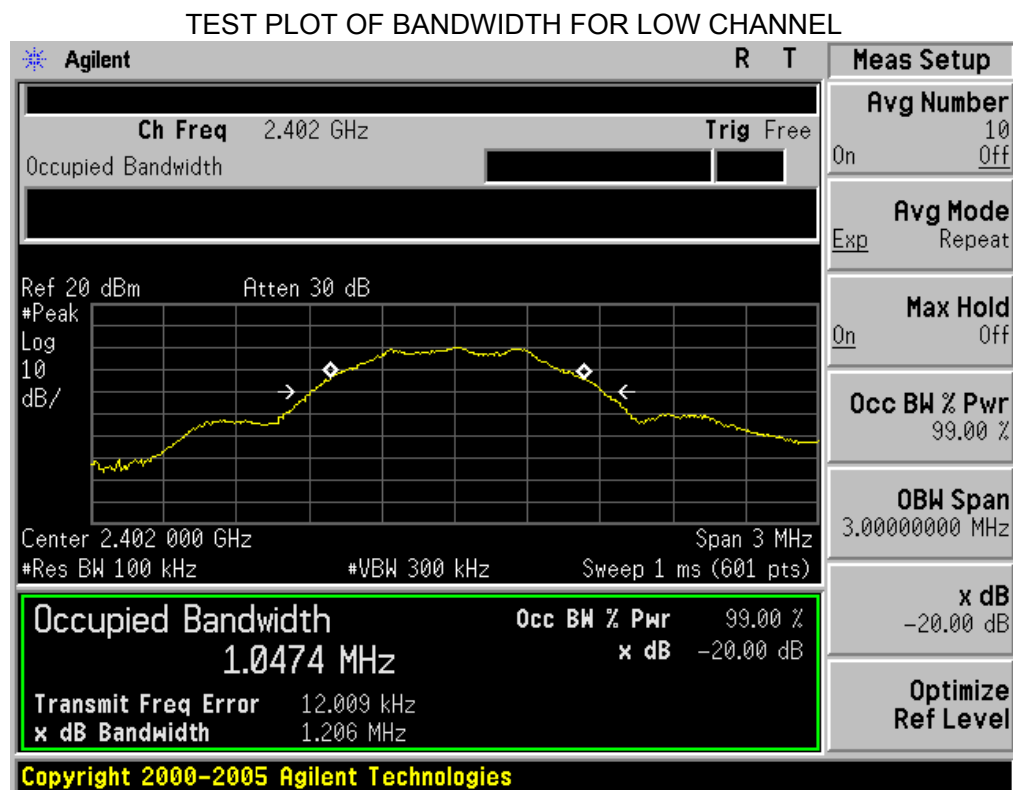 TEST PLOT OF BANDWIDTH FOR LOW CHANNEL
Agilent R T
Ch Freq 2.402 GHz Trig Free
Occupied Bandwidth
Ref 20 dBm Atten 30 dB
#Peak
Log
10
dB/
Center 2.402 000 GHz Span 3 MHz
#Res BW 100 kHz #VBW 300 kHz Sweep 1 ms (601 pts)
Occupied Bandwidth Occ BW % Pwr 99.00 %
1.0474 MHz x dB -20.00 dB
Transmit Freq Error 12.009 kHz
x dB Bandwidth 1.206 MHz
Meas Setup
Avg Number
10
On Off
Avg Mode
Exp Repeat
Max Hold
On Off
Occ BW % Pwr
99.00 %
OBW Span
3.00000000 MHz
x dB
-20.00 dB
Optimize
Ref Level
Copyright 2000-2005 Agilent Technologies